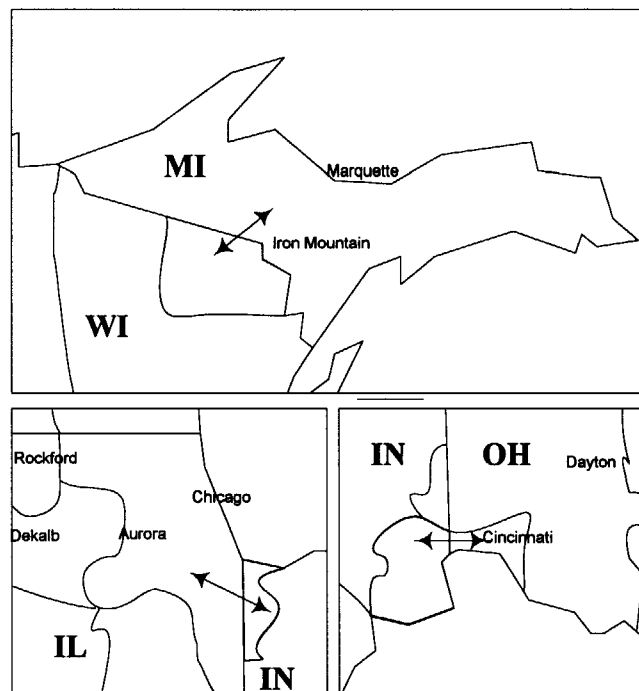 MI
Marquette
Iron Mountain
WI
Rockford
Chicago
Dekalb
Aurora
IL
IN
IN
OH
Dayton
Cincinnati